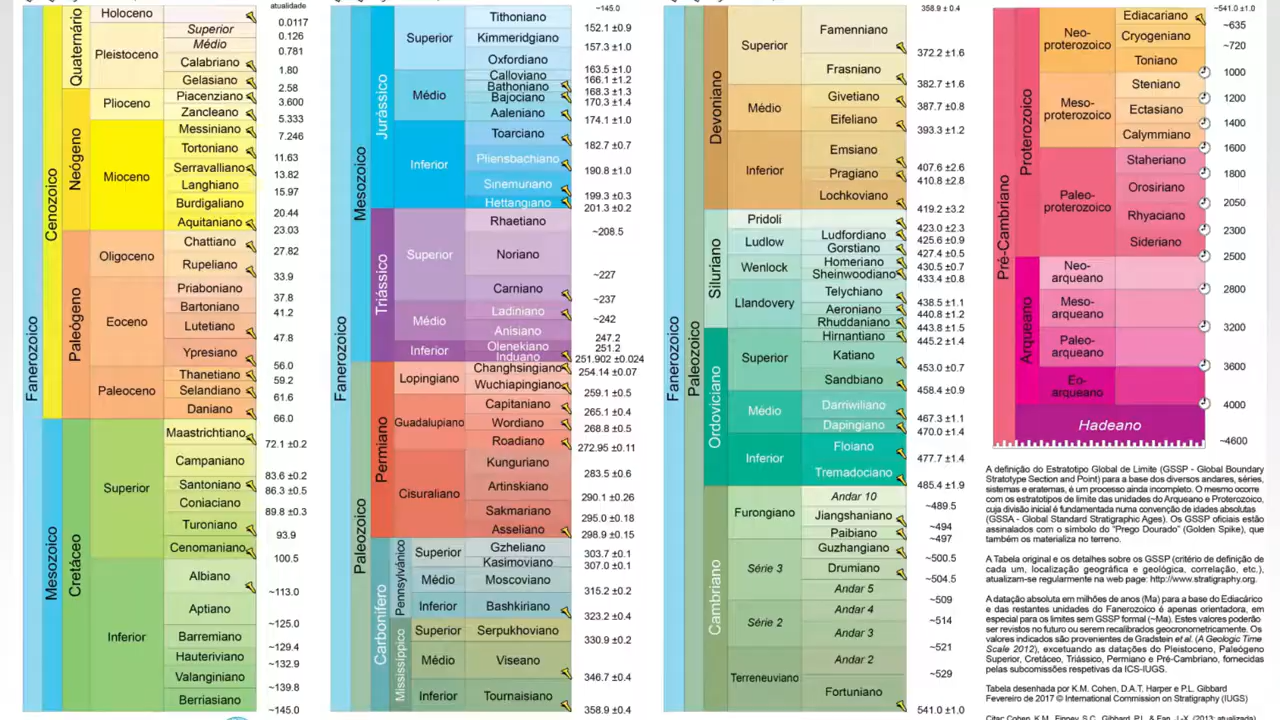 atualidade
Fanerozoico
Cenozoico
Quaternário
Holoceno
0.0117
Pleistoceno
Superior
0.126
Médio
0.781
Calabriano
1.80
Gelasiano
2.58
Neógeno
Plioceno
Piacenziano
3.600
Zancleano
5.333
Mioceno
Messiniano
7.246
Tortoniano
11.63
Serravalliano
13.82
Langhiano
15.97
Burdigaliano
20.44
Aquitaniano
23.03
Paleógeno
Oligoceno
Chattiano
27.82
Rupeliano
33.9
Eoceno
Priaboniano
37.8
Bartoniano
41.2
Lutetiano
47.8
Ypresiano
56.0
Paleoceno
Thanetiano
59.2
Selandiano
61.6
Daniano
66.0
Mesozoico
Cretáceo
Superior
Maastrichtiano
72.1 ±0.2
Campaniano
83.6 ±0.2
Santoniano
86.3 ±0.5
Coniaciano
89.8 ±0.3
Turoniano
93.9
Cenomaniano
100.5
Inferior
Albiano
~113.0
Aptiano
~125.0
Barremiano
~129.4
Hauteriviano
~132.9
Valanginiano
~139.8
Berriasiano
~145.0
Fanerozoico
Mesozoico
~145.0
Jurássico
Superior
Tithoniano
152.1 ±0.9
Kimmeridgiano
157.3 ±1.0
Oxfordiano
163.5 ±1.0
Médio
Calloviano
166.1 ±1.2
Bathoniano
168.3 ±1.3
Bajociano
170.3 ±1.4
Aaleniano
174.1 ±1.0
Inferior
Toarciano
182.7 ±0.7
Pliensbachiano
190.8 ±1.0
Sinemuriano
199.3 ±0.3
Hettangiano
201.3 ±0.2
Triássico
Superior
Rhaetiano
~208.5
Noriano
~227
Carniano
~237
Médio
Ladiniano
~242
Anisiano
247.2
Inferior
Olenekiano
251.2
Induano
251.902 ±0.024
Paleozoico
Permiano
Lopingiano
Changhsingiano
254.14 ±0.07
Wuchiapingiano
259.1 ±0.5
Guadalupiano
Capitaniano
265.1 ±0.4
Wordiano
268.8 ±0.5
Roadiano
272.95 ±0.11
Cisuraliano
Kunguriano
283.5 ±0.6
Artinskiano
290.1 ±0.26
Sakmariano
295.0 ±0.18
Asseliano
298.9 ±0.15
Carbonífero
Pennsylvânico
Superior
Gzheliano
303.7 ±0.1
Kasimoviano
307.0 ±0.1
Médio
Moscoviano
315.2 ±0.2
Inferior
Bashkiriano
323.2 ±0.4
Mississíppico
Superior
Serpukhoviano
330.9 ±0.2
Médio
Viseano
346.7 ±0.4
Inferior
Tournaisiano
358.9 ±0.4
Fanerozoico
Paleozoico
358.9 ± 0.4
Devoniano
Superior
Famenniano
372.2 ±1.6
Frasniano
382.7 ±1.6
Médio
Givetiano
387.7 ±0.8
Eifeliano
393.3 ±1.2
Inferior
Emsiano
407.6 ±2.6
Pragiano
410.8 ±2.8
Lochkoviano
419.2 ±3.2
Siluriano
Pridoli
423.0 ±2.3
Ludlow
Ludfordiano
425.6 ±0.9
Gorstiano
427.4 ±0.5
Wenlock
Homeriano
430.5 ±0.7
Sheinwoodiano
433.4 ±0.8
Llandovery
Telychiano
438.5 ±1.1
Aeroniano
440.8 ±1.2
Rhuddaniano
443.8 ±1.5
Ordoviciano
Superior
Hirnantiano
445.2 ±1.4
Katiano
453.0 ±0.7
Sandbiano
458.4 ±0.9
Médio
Darriwiliano
467.3 ±1.1
Dapingiano
470.0 ±1.4
Inferior
Floiano
477.7 ±1.4
Tremadociano
485.4 ±1.9
Cambriano
Furongiano
Andar 10
~489.5
Jiangshaniano
~494
Paibiano
~497
Série 3
Guzhangiano
~500.5
Drumiano
~504.5
Andar 5
~509
Série 2
Andar 4
~514
Andar 3
~521
Terreneuviano
Andar 2
~529
Fortuniano
541.0 ±1.0
Pré-Cambriano
Proterozoico
Neo-
proterozoico
Ediacariano
~541.0 ±1.0
~635
Cryogeniano
~720
Toniano
1000
Meso-
proterozoico
Steniano
1200
Ectasiano
1400
Calymmiano
1600
Paleo-
proterozoico
Staheriano
1800
Orosiriano
2050
Rhyaciano
2300
Sideriano
2500
Arqueano
Neo-
arqueano
2800
Meso-
arqueano
3200
Paleo-
arqueano
3600
Eo-
arqueano
4000
Hadeano
~4600
A definição do Estratotipo Global de Limite (GSSP - Global Boundary
Stratotype Section and Point) para a base dos diversos andares, séries,
sistemas e eratemas, é um processo ainda incompleto. O mesmo ocorre
com os estratotipos de limite das unidades do Arqueano e Proterozoico,
cuja divisão inicial é fundamentada numa convenção de idades absolutas
(GSSA - Global Standard Stratigraphic Ages). Os GSSP oficiais estão
assinalados com o símbolo do "Prego Dourado" (Golden Spike), que
também os materializa no terreno.
A Tabela original e os detalhes sobre os GSSP (critério de definição de
cada um, localização geográfica e geológica, correlação, etc.),
atualizam-se regularmente na web page: http://www.stratigraphy.org.
A datação absoluta em milhões de anos (Ma) para a base do Ediacárico
e das restantes unidades do Fanerozoico é apenas orientadora, em
especial para os limites sem GSSP formal (~Ma). Estes valores poderão
ser revistos no futuro ou serem recalibrados geocronometricamente. Os
valores indicados são provenientes de Gradstein et al. (A Geologic Time
Scale 2012), excetuando as datações do Pleistoceno, Paleógeno
Superior, Cretáceo, Triássico, Permiano e Pré-Cambriano, fornecidas
pelas subcomissões respetivas da ICS-IUGS).
Tabela desenhada por K.M. Cohen, D.A.T. Harper e P.L. Gibbard
Fevereiro de 2017 © International Commission on Stratigraphy (IUGS)
Citar: Cohen, K.M., Finney, S.C., Gibbard, P.L. & Fan, J.-X. (2013; atualizada)